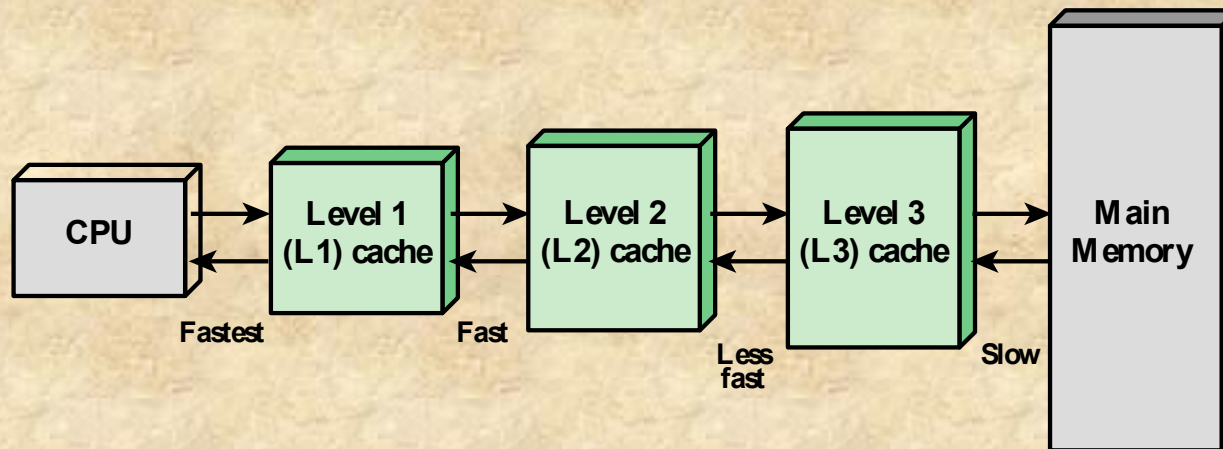 CPU
Level 1
(L1) cache
Level 2
(L2) cache
Level 3
(L3) cache
Main
Memory
Fastest
Fast
Less
fast
Slow